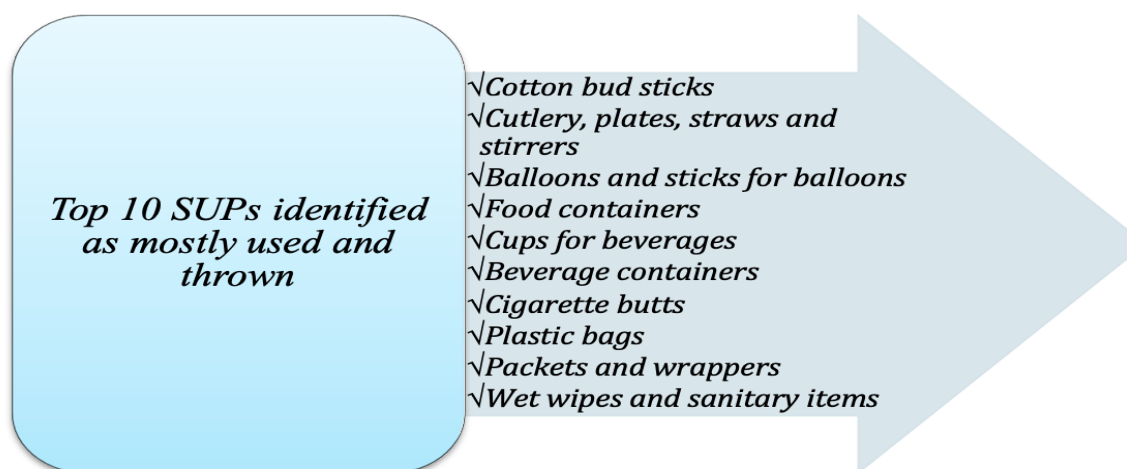 Top 10 SUPs identified
as mostly used and
thrown
√Cotton bud sticks
√Cutlery, plates, straws and
stirrers
√Balloons and sticks for balloons
√Food containers
√Cups for beverages
√Beverage containers
√Cigarette butts
√Plastic bags
√Packets and wrappers
√Wet wipes and sanitary items